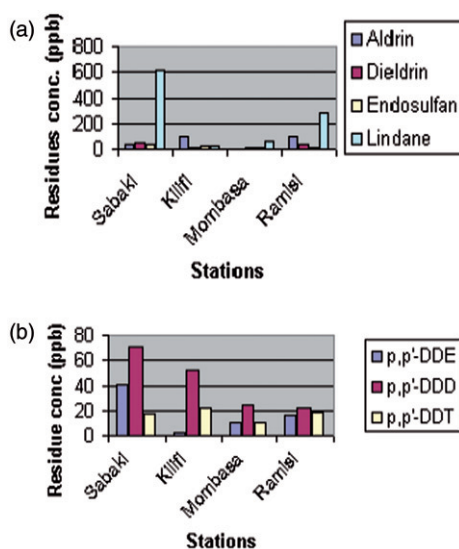 (a)
Residues conc. (ppb)
800
600
400
200
0
Sabaki
Kilifi
Mombasa
Ramisi
Stations
Aldrin
Dieldrin
Endosulfan
Lindane
(b)
Residue conc (ppb)
80
60
40
20
0
Sabaki
Kilifi
Mombasa
Ramisi
Stations
p,p'-DDE
p,p'-DDD
p,p'-DDT